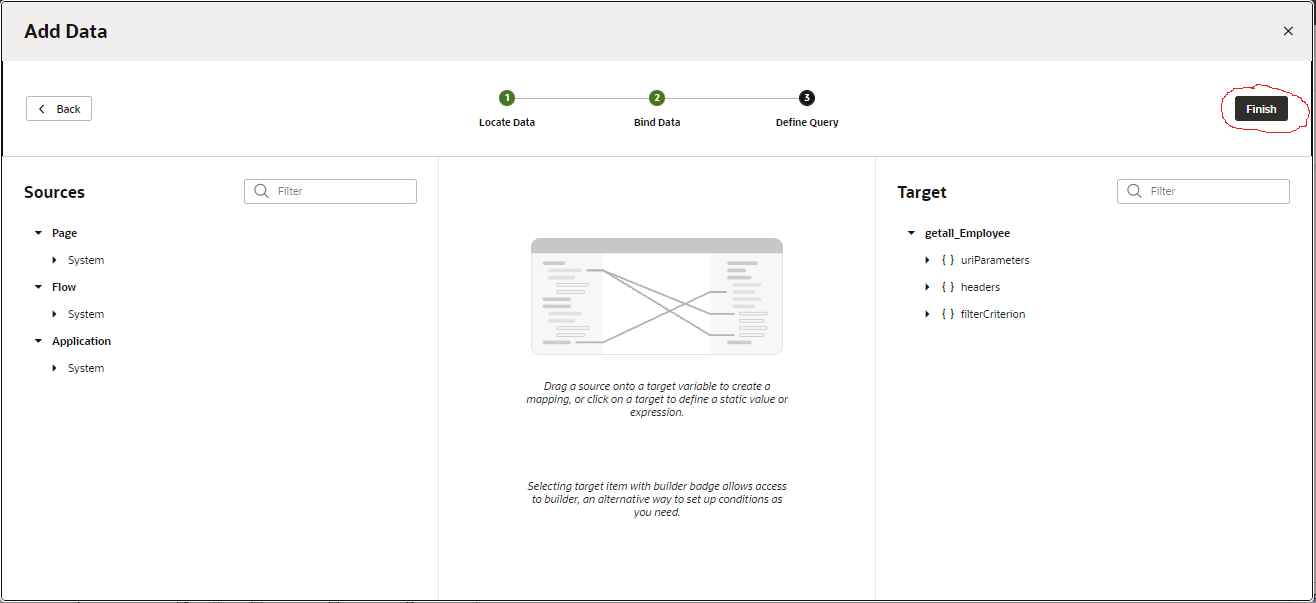 Add Data
Back
1
2
3
Locate Data
Bind Data
Define Query
Finish
Sources
Filter
Page
System
Flow
System
Application
System
Drag a source onto a target variable to create a
mapping, or click on a target to define a static value or
expression.
Selecting target item with builder badge allows access
to builder, an alternative way to set up conditions as
you need.
Target
Filter
getall_Employee
{ } uriParameters
{ } headers
{ } filterCriterion